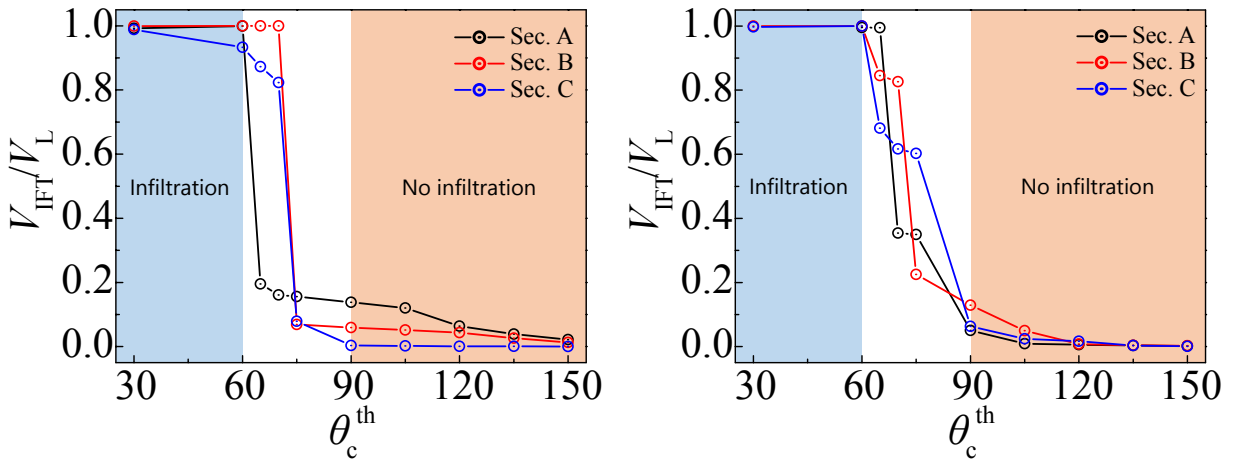 1.0
0.8
0.6
0.4
0.2
0.0
V_IFT/V_L
Infiltration
No infiltration
Sec. A
Sec. B
Sec. C
30 60 90 120 150
θ_c^th
1.0
0.8
0.6
0.4
0.2
0.0
V_IFT/V_L
Infiltration
No infiltration
Sec. A
Sec. B
Sec. C
30 60 90 120 150
θ_c^th